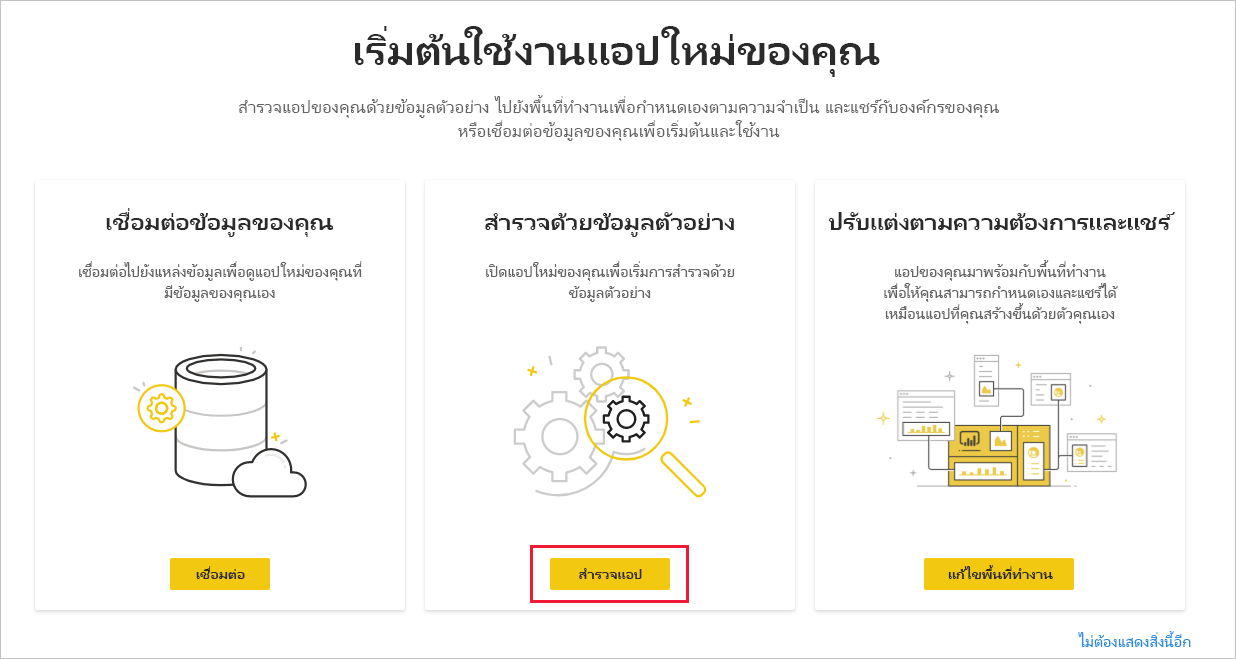 เริ่มต้นใช้งานแอปใหม่ของคุณ
สำรวจแอปของคุณด้วยข้อมูลตัวอย่าง ไปยังพื้นที่ทำงานเพื่อกำหนดเองตามความจำเป็น และแชร์กับองค์กรของคุณ
หรือเชื่อมต่อข้อมูลของคุณเพื่อเริ่มต้นและใช้งาน
เชื่อมต่อข้อมูลของคุณ
เชื่อมต่อไปยังแหล่งข้อมูลเพื่อดูแอปใหม่ของคุณที่
มีข้อมูลของคุณเอง
เชื่อมต่อ
สำรวจด้วยข้อมูลตัวอย่าง
เปิดแอปใหม่ของคุณเพื่อเริ่มการสำรวจด้วย
ข้อมูลตัวอย่าง
สำรวจแอป
ปรับแต่งตามความต้องการและแชร์
แอปของคุณมาพร้อมกับพื้นที่ทำงาน
เพื่อให้คุณสามารถกำหนดเองและแชร์ได้
เหมือนแอปที่คุณสร้างขึ้นด้วยตัวคุณเอง
แก้ไขพื้นที่ทำงาน
ไม่ต้องแสดงสิ่งนี้อีก